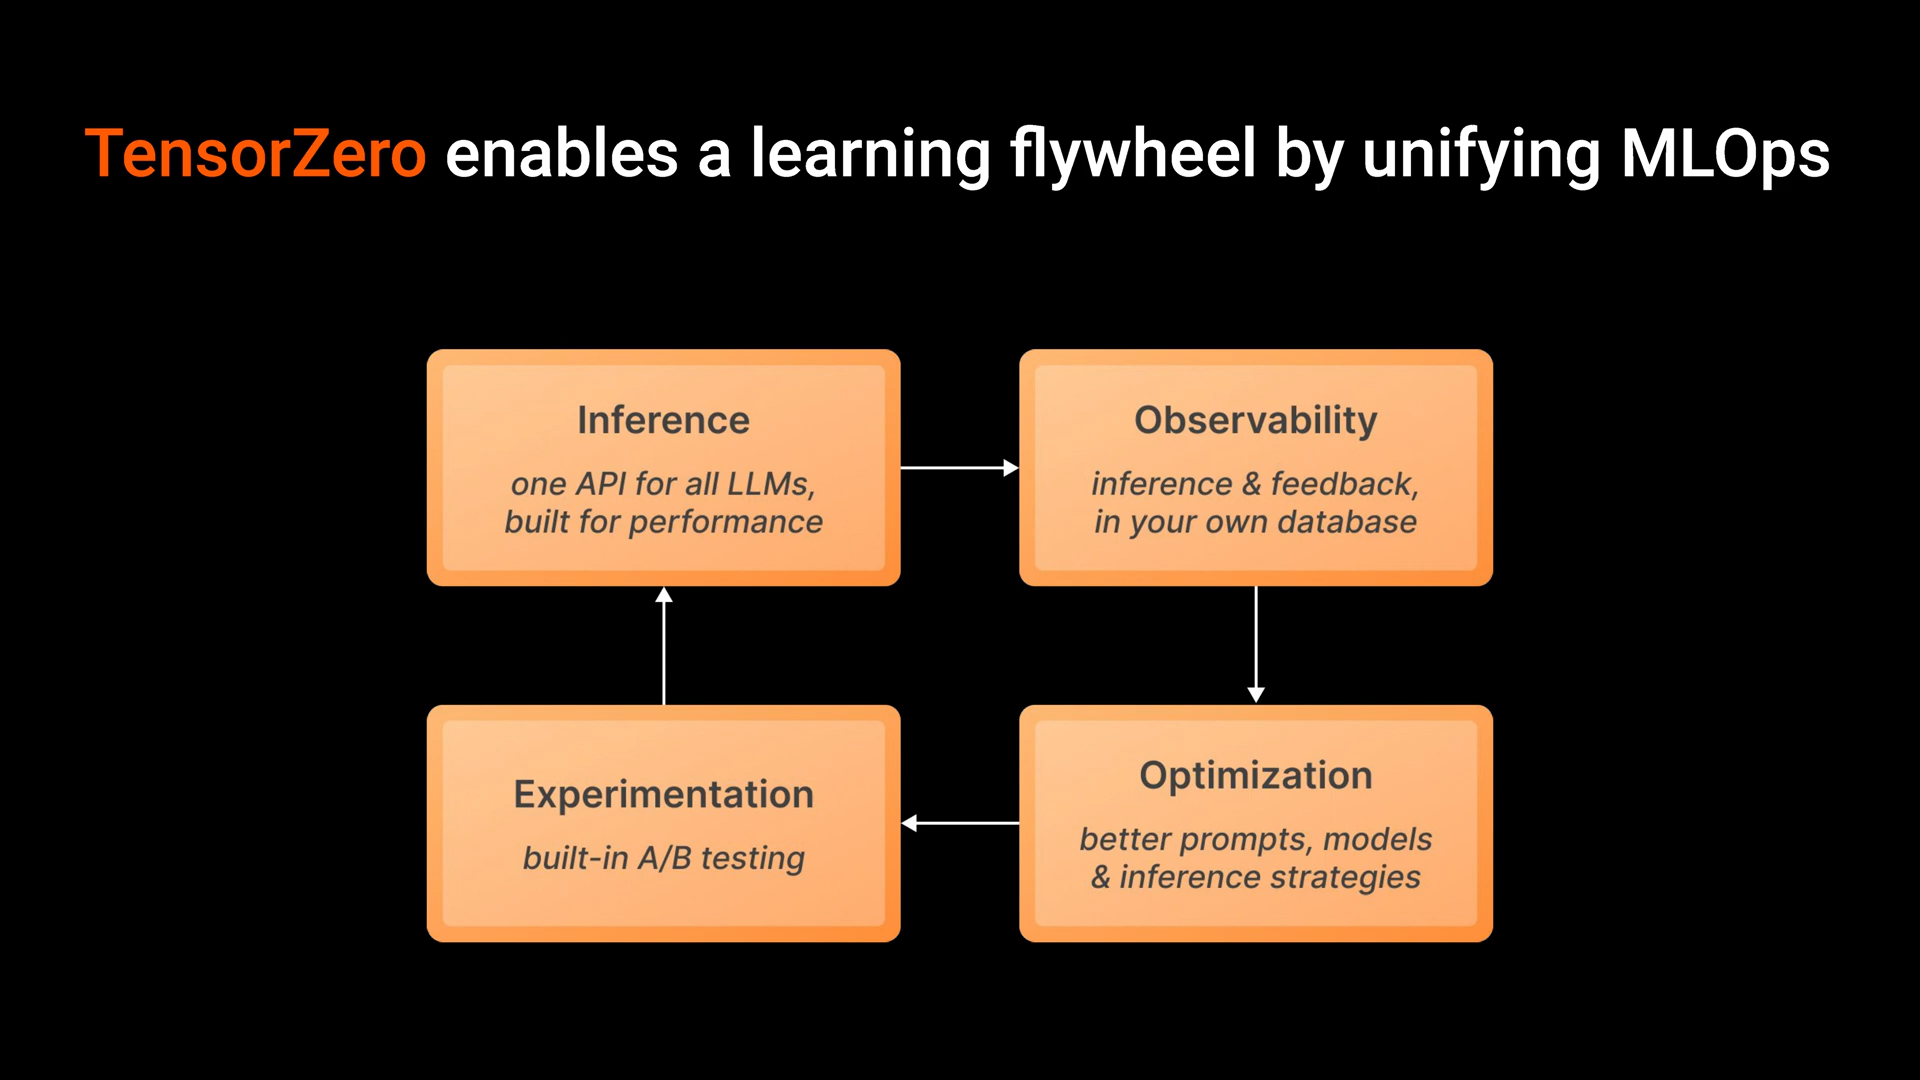 TensorZero enables a learning flywheel by unifying MLOps
Inference
one API for all LLMs,
built for performance
Observability
inference & feedback,
in your own database
Experimentation
built-in A/B testing
Optimization
better prompts, models
& inference strategies